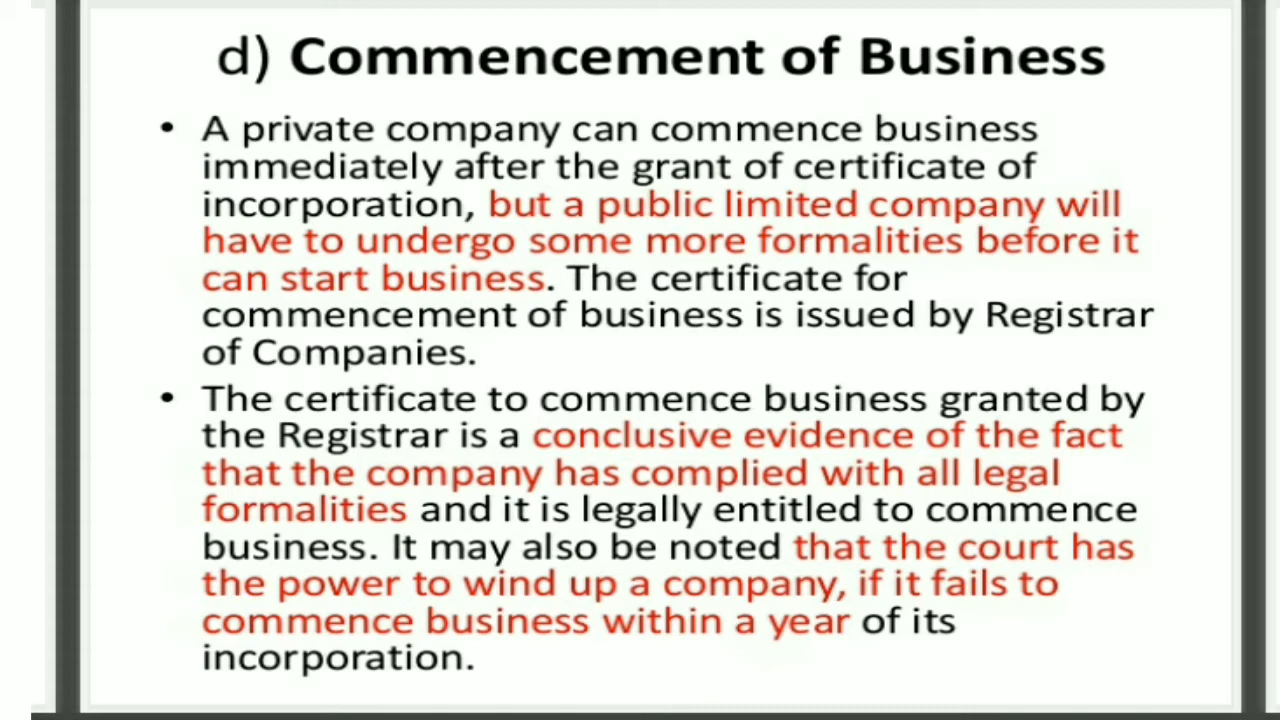 d) Commencement of Business
• A private company can commence business
immediately after the grant of certificate of
incorporation, but a public limited company will
have to undergo some more formalities before it
can start business. The certificate for
commencement of business is issued by Registrar
of Companies.
• The certificate to commence business granted by
the Registrar is a conclusive evidence of the fact
that the company has complied with all legal
formalities and it is legally entitled to commence
business. It may also be noted that the court has
the power to wind up a company, if it fails to
commence business within a year of its
incorporation.